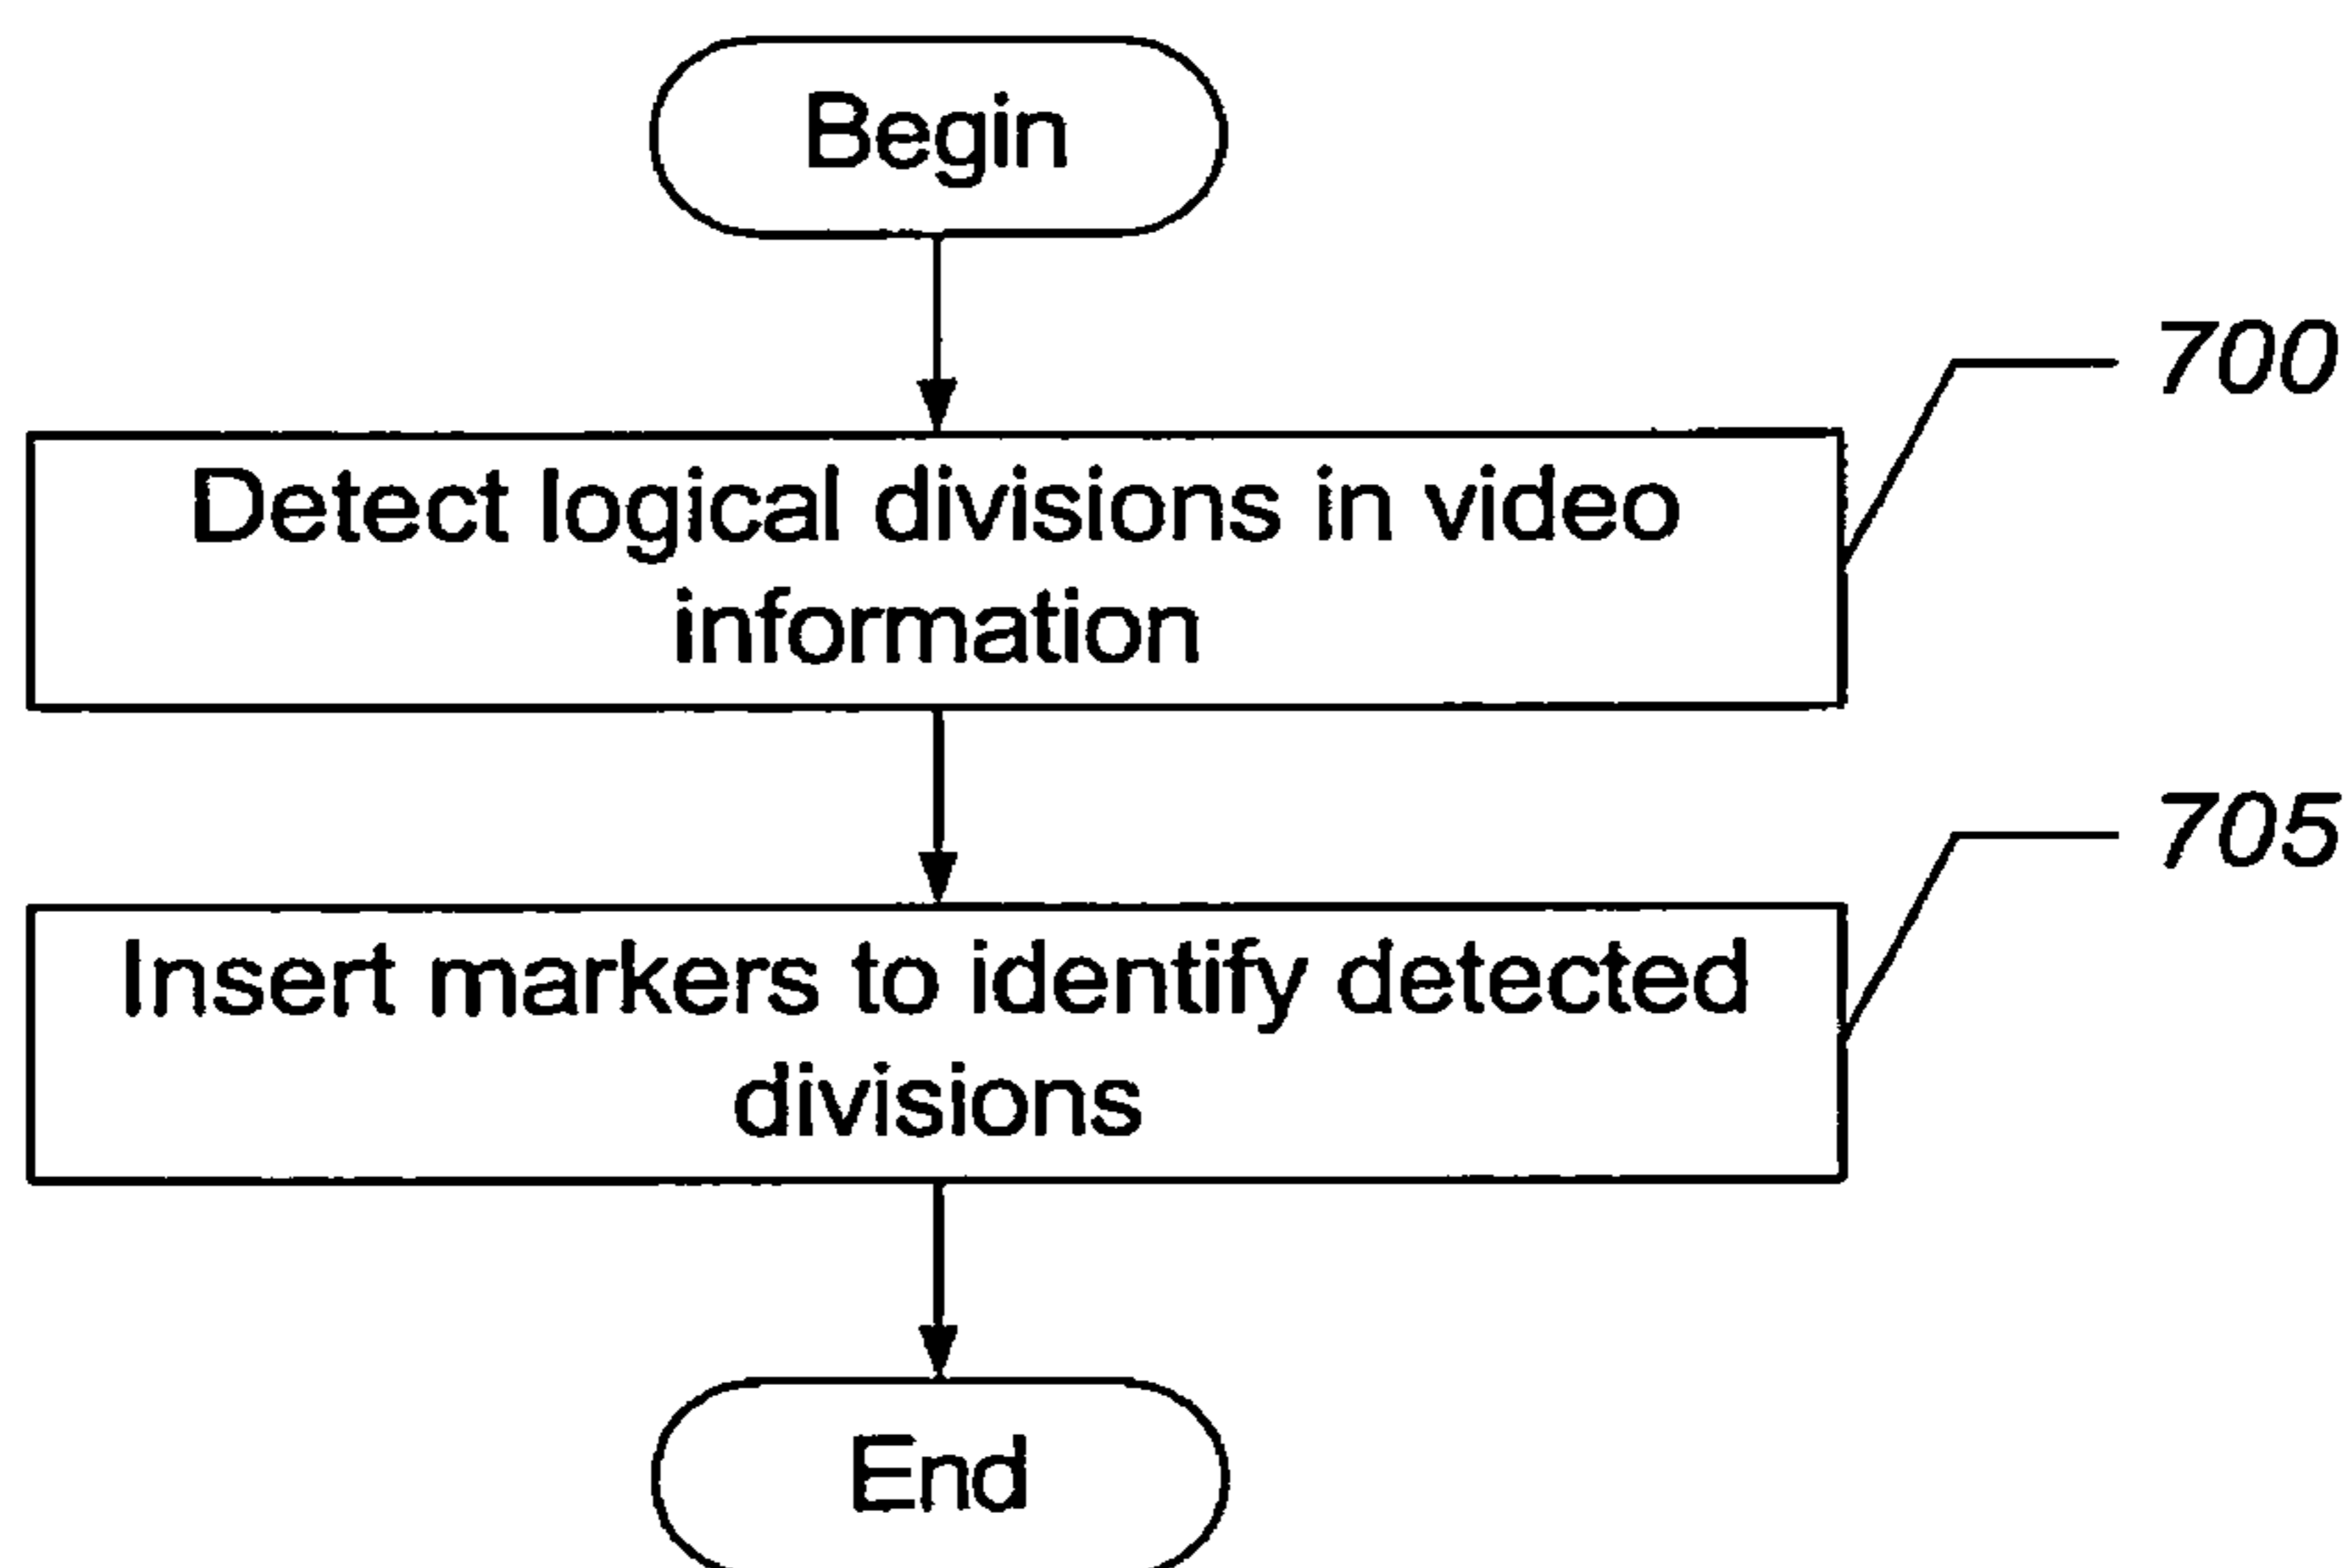 Begin
700
Detect logical divisions in video
information
705
Insert markers to identify detected
divisions
End